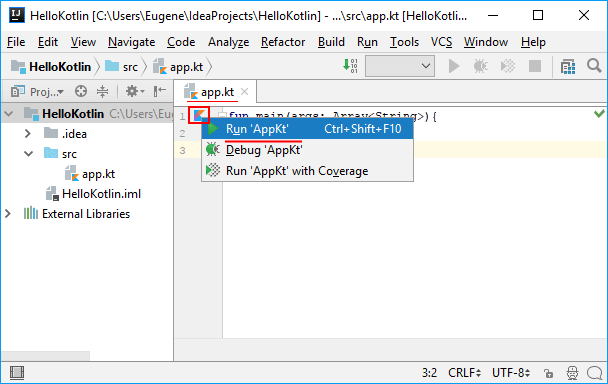 HelloKotlin [C:\Users\Eugene\IdeaProjects\HelloKotlin] - ...\src\app.kt [HelloKotli...
File Edit View Navigate Code Analyze Refactor Build Run Tools VCS Window Help
HelloKotlin src app.kt
Proj...
app.kt
HelloKotlin C:\Users\Eu
.idea
src
app.kt
HelloKotlin.iml
External Libraries
1 fun main(args: Array<String>){
2
3
Run 'AppKt' Ctrl+Shift+F10
Debug 'AppKt'
Run 'AppKt' with Coverage
3:2 CRLF UTF-8